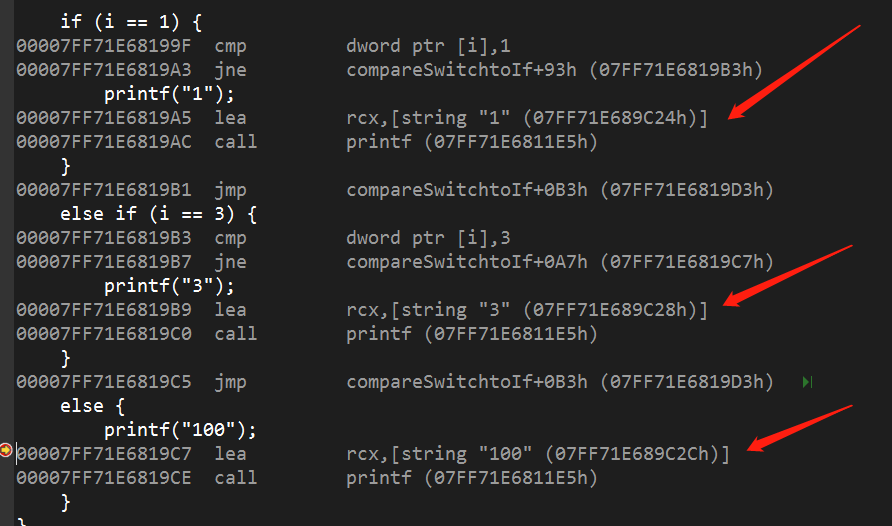 if (i == 1) {
00007FF71E68199F cmp dword ptr [i],1
00007FF71E6819A3 jne compareSwitchtoIf+93h (07FF71E6819B3h)
printf("1");
00007FF71E6819A5 lea rcx,[string "1" (07FF71E689C24h)]
00007FF71E6819AC call printf (07FF71E6811E5h)
}
00007FF71E6819B1 jmp compareSwitchtoIf+0B3h (07FF71E6819D3h)
else if (i == 3) {
00007FF71E6819B3 cmp dword ptr [i],3
00007FF71E6819B7 jne compareSwitchtoIf+0A7h (07FF71E6819C7h)
printf("3");
00007FF71E6819B9 lea rcx,[string "3" (07FF71E689C28h)]
00007FF71E6819C0 call printf (07FF71E6811E5h)
}
00007FF71E6819C5 jmp compareSwitchtoIf+0B3h (07FF71E6819D3h)
else {
printf("100");
00007FF71E6819C7 lea rcx,[string "100" (07FF71E689C2Ch)]
00007FF71E6819CE call printf (07FF71E6811E5h)
}
}